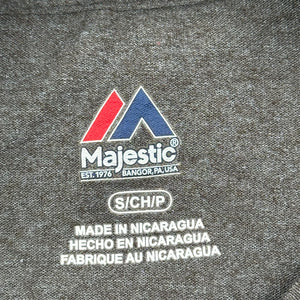 Majestic®
EST. 1976 BANGOR, PA, USA
S/CH/P
MADE IN NICARAGUA
HECHO EN NICARAGUA
FABRIQUE AU NICARAGUA